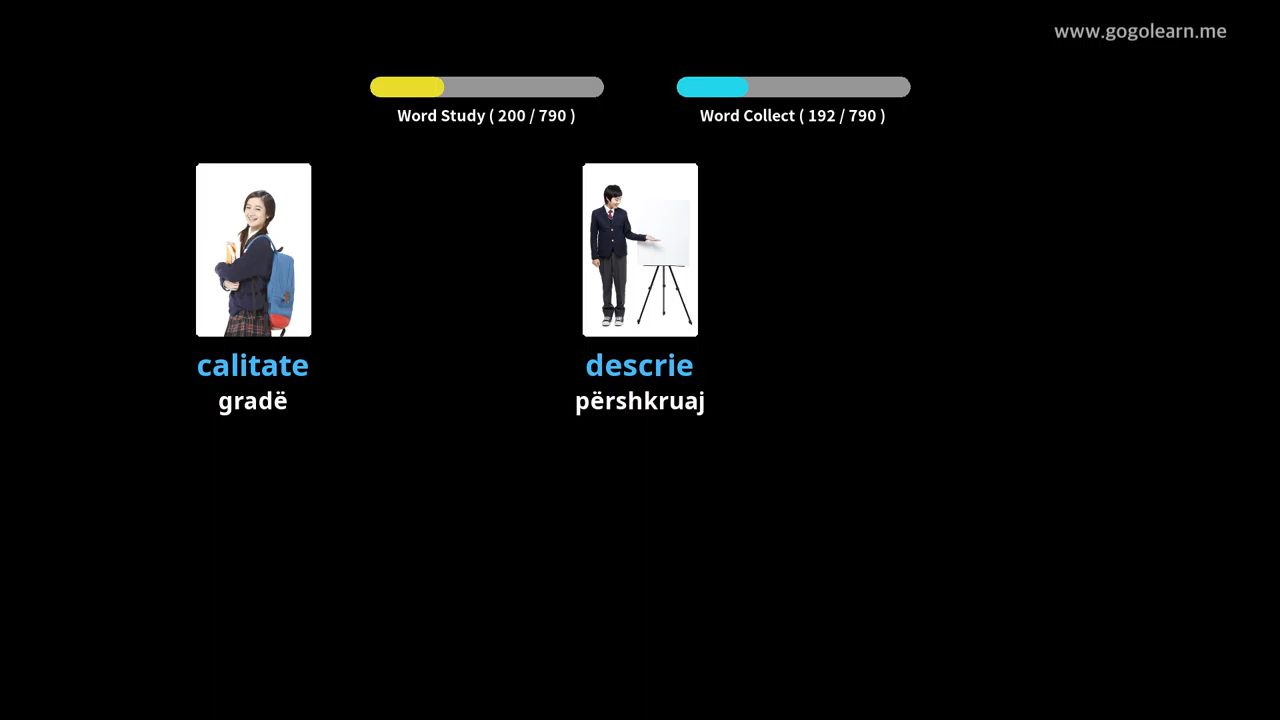 www.gogolearn.me
Word Study ( 200 / 790 )
Word Collect ( 192 / 790 )
calitate
gradë
descrie
përshkruaj